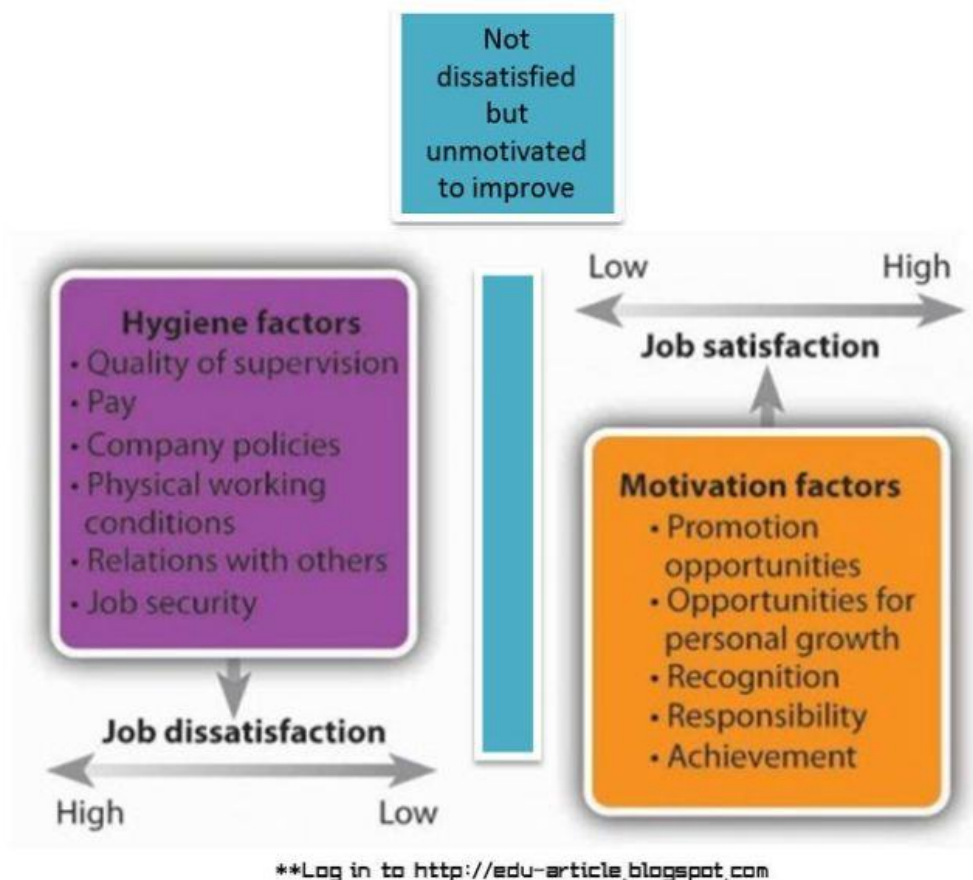 Not
dissatisfied
but
unmotivated
to improve
Hygiene factors
• Quality of supervision
• Pay
• Company policies
• Physical working
conditions
• Relations with others
• Job security
Job dissatisfaction
High Low
Low High
Job satisfaction
Motivation factors
• Promotion
opportunities
• Opportunities for
personal growth
• Recognition
• Responsibility
• Achievement
**Log in to http://edu-article.blogspot.com